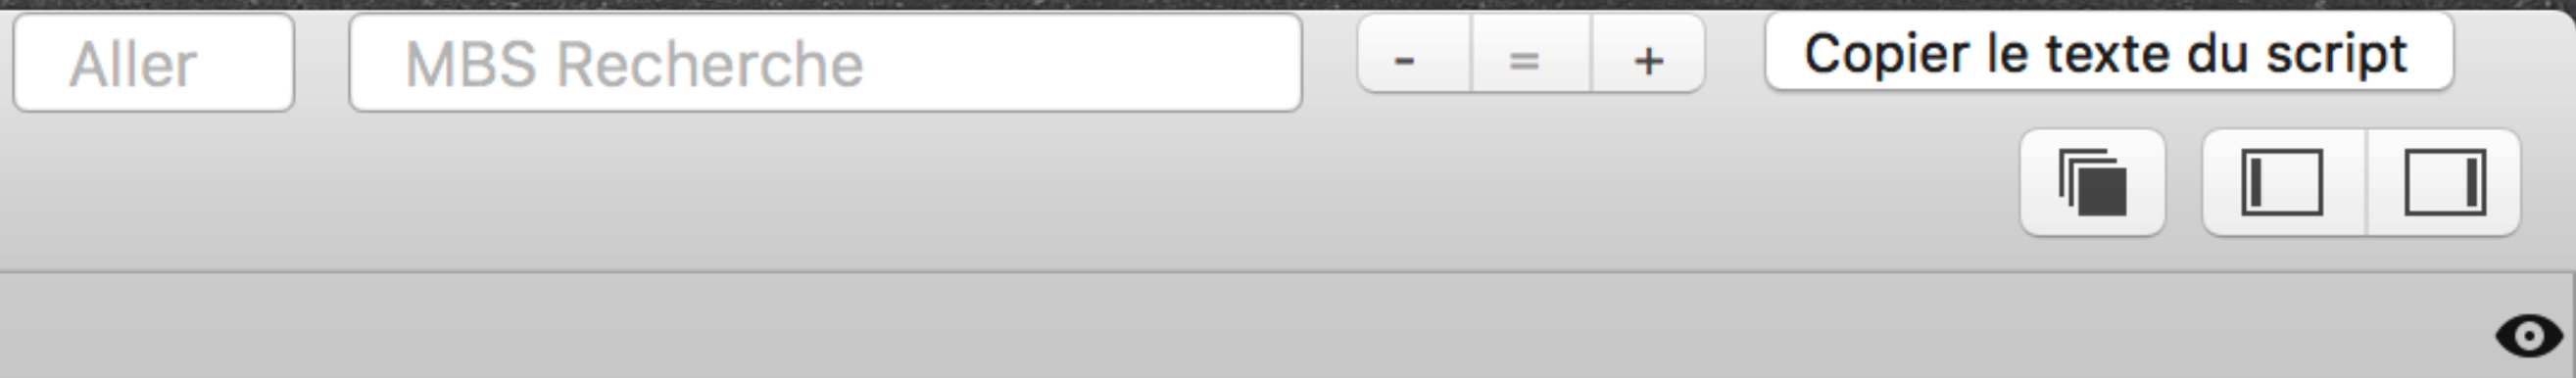 Aller
MBS Recherche
- = +
Copier le texte du script